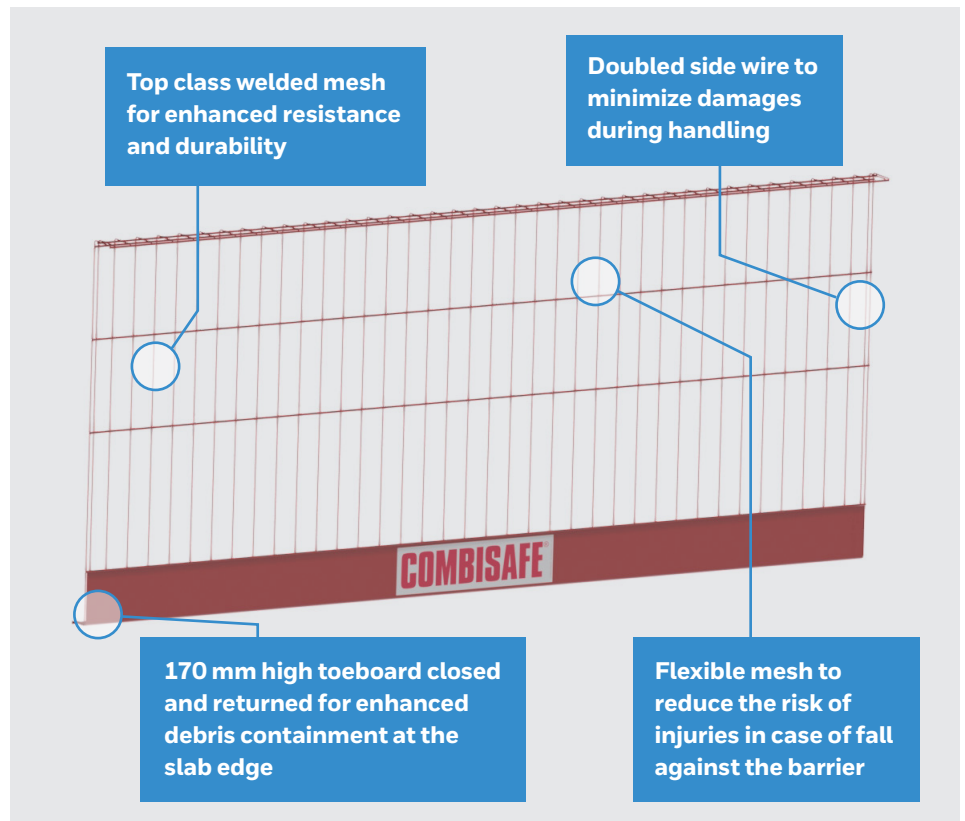 Top class welded mesh
for enhanced resistance
and durability
Doubled side wire to
minimize damages
during handling
COMBISAFE
170 mm high toeboard closed
and returned for enhanced
debris containment at the
slab edge
Flexible mesh to
reduce the risk of
injuries in case of fall
against the barrier